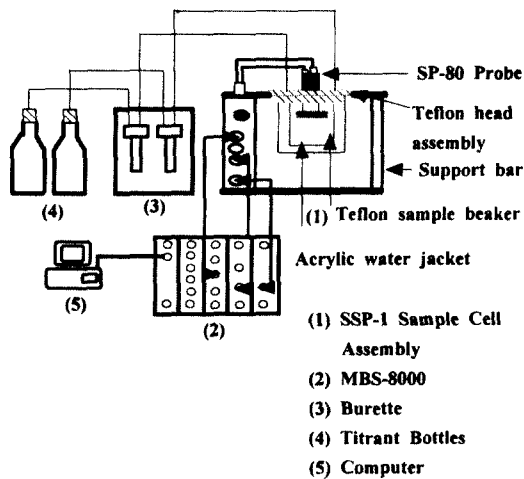 SP-80 Probe
Teflon head
assembly
Support bar
(4)
(3)
(1) Teflon sample beaker
Acrylic water jacket
(5)
(2)
(1) SSP-1 Sample Cell
Assembly
(2) MBS-8000
(3) Burette
(4) Titrant Bottles
(5) Computer